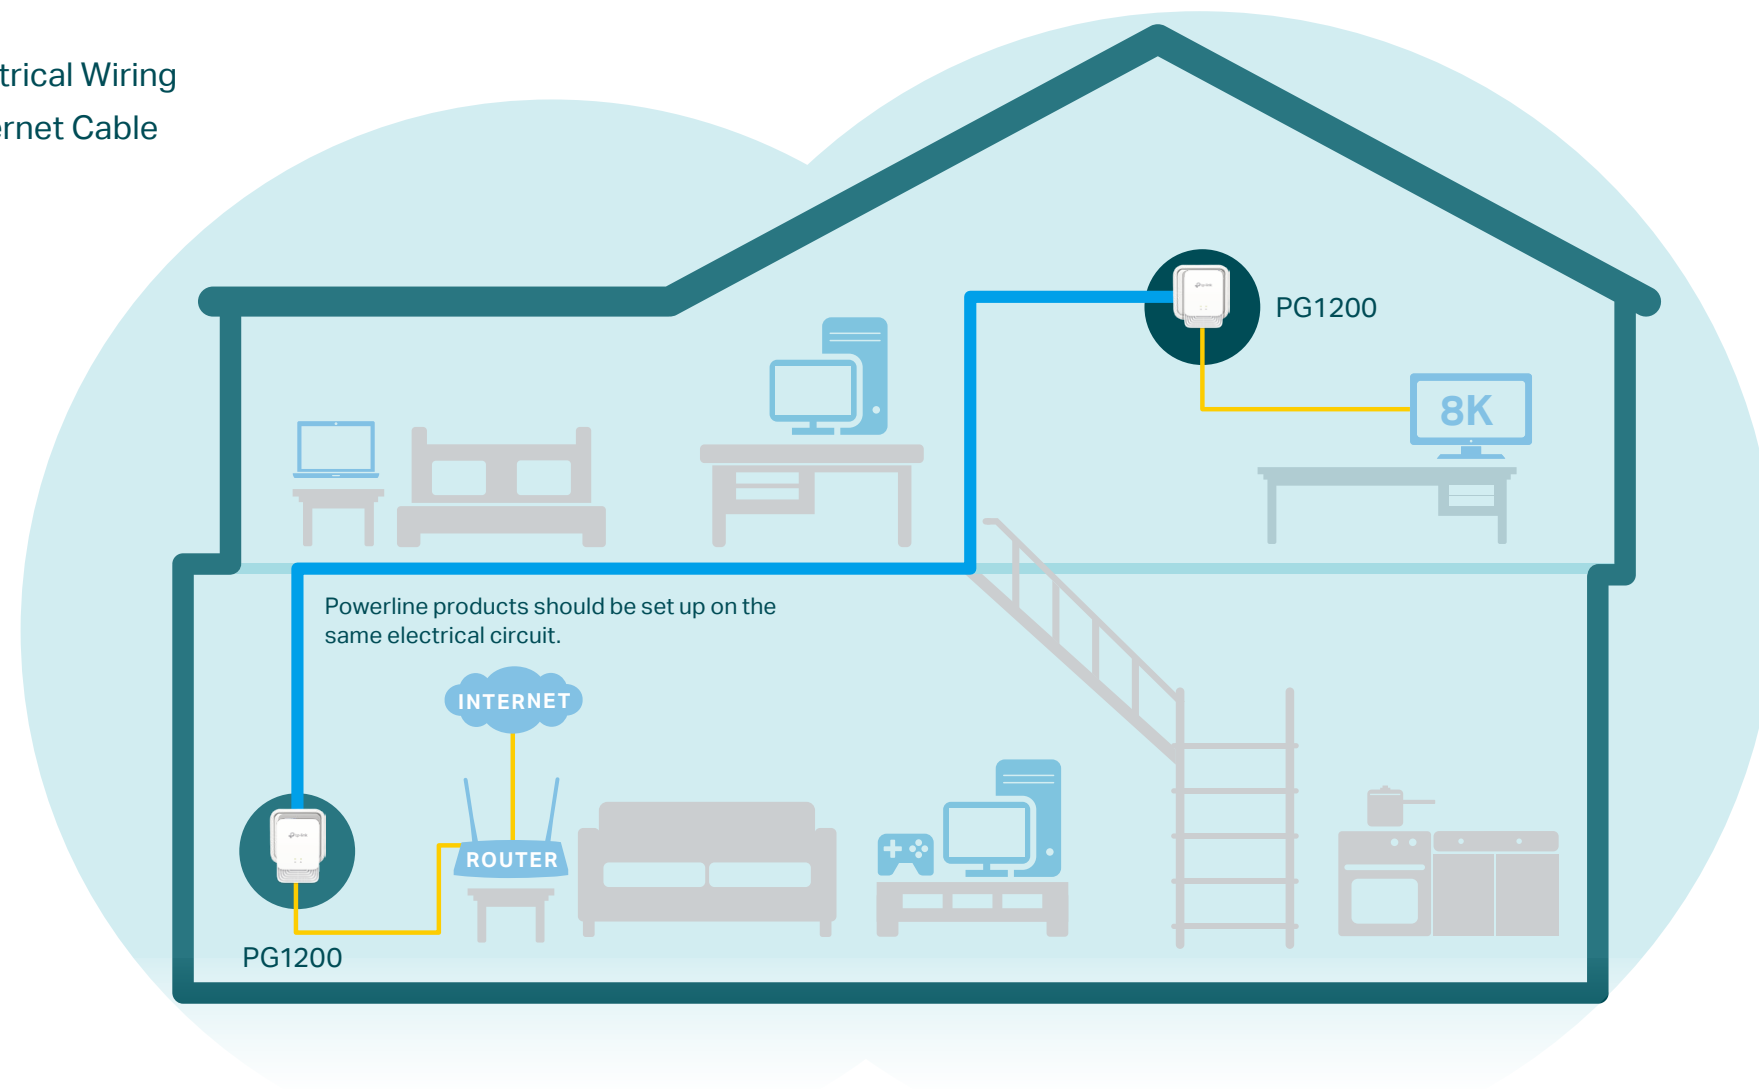 trical Wiring
ernet Cable
PG1200
8K
Powerline products should be set up on the
same electrical circuit.
INTERNET
ROUTER
PG1200